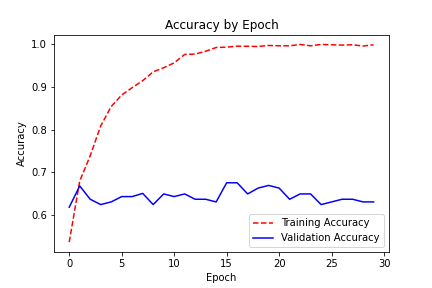 Accuracy by Epoch
1.0
0.9
0.8
0.7
0.6
Accuracy
0 5 10 15 20 25 30
Epoch
Training Accuracy
Validation Accuracy